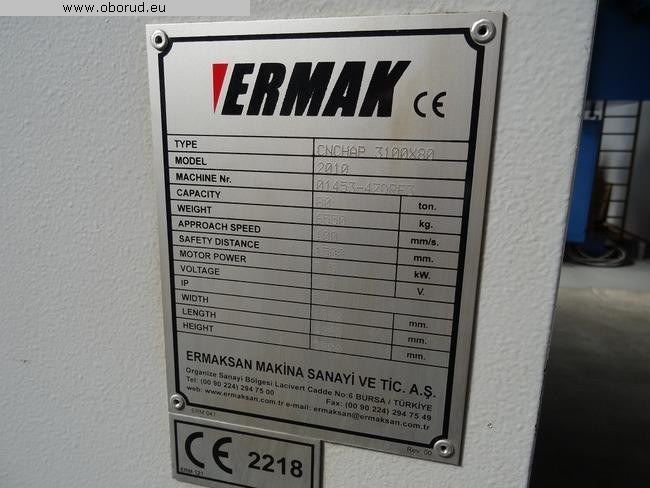 www.oborud.eu
ERMAK CE
TYPE CNCHAP 3100X80
MODEL 2010
MACHINE Nr.
CAPACITY 80 ton.
WEIGHT 6550 kg.
APPROACH SPEED 100 mm/s.
SAFETY DISTANCE mm.
MOTOR POWER kW.
VOLTAGE V.
IP
WIDTH mm.
LENGTH mm.
HEIGHT mm.
ERMAKSAN MAKİNA SANAYİ VE TİC. A.Ş.
Organize Sanayi Bölgesi Lacivert Cadde No:6 BURSA / TÜRKİYE
Tel: (00 90 224) 294 75 00 Fax: (00 90 224) 294 75 49
web: www.ermaksan.com.tr e-mail; ermaksan@ermaksan.com.tr
ERM 041 Rev. 00
CE 2218
ERM 121